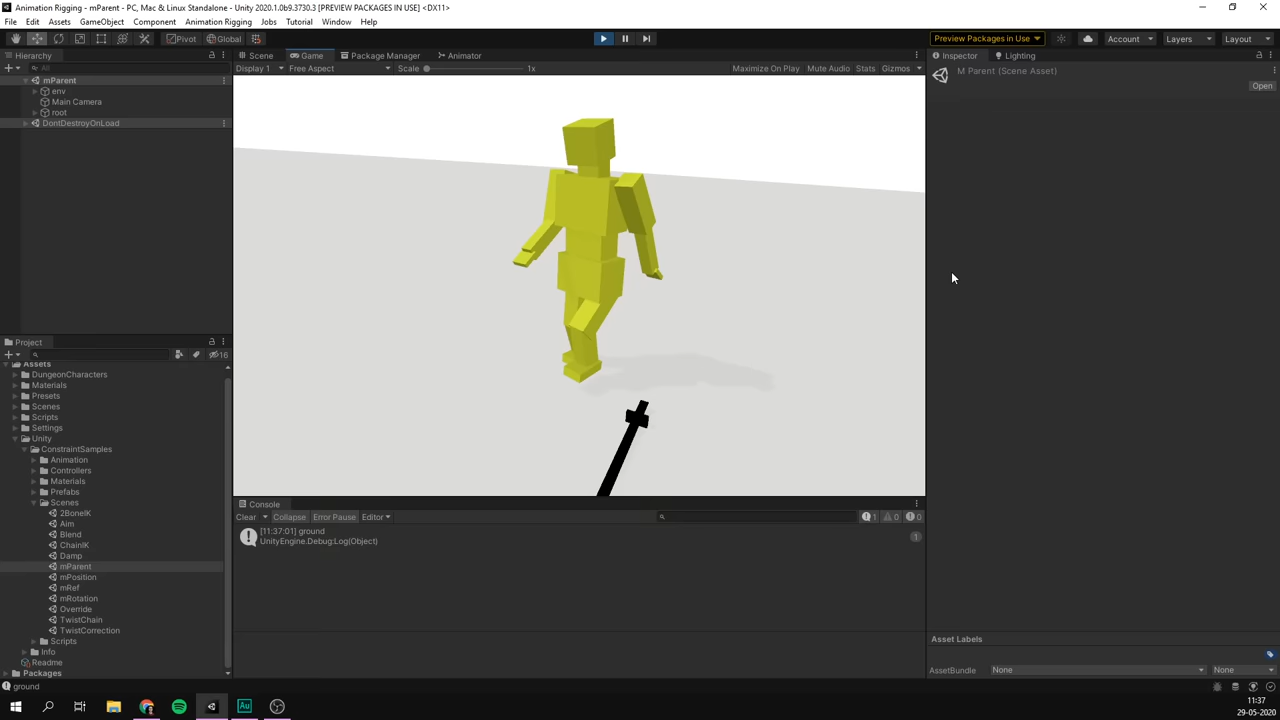 Animation Rigging - mParent - PC, Mac & Linux Standalone - Unity 2020.1.0b9.3730.3 [PREVIEW PACKAGES IN USE] <DX11>
File Edit Assets GameObject Component Animation Rigging Jobs Tutorial Window Help
Pivot Global Preview Packages in Use Account Layers Layout
Hierarchy Scene Game Package Manager Animator Inspector Lighting
All Display 1 Free Aspect Scale 1x Maximize On Play Mute Audio Stats Gizmos M Parent (Scene Asset)
mParent Open
env
Main Camera
root
DontDestroyOnLoad
Project
16
Assets
DungeonCharacters
Materials
Presets
Scenes
Scripts
Settings
Unity
ConstraintSamples
Animation
Controllers
Materials
Prefabs
Scenes
2BoneIK
Aim
Blend
ChainIK
Damp
mParent
mPosition
mRef
mRotation
Override
TwistChain
TwistCorrection
Scripts
Info
Readme
Packages
Console
Clear Collapse Error Pause Editor 1 0 0
[11:37:01] ground
UnityEngine.Debug:Log(Object) 1
Asset Labels
AssetBundle None None
ground
Au
11:37
29-05-2020